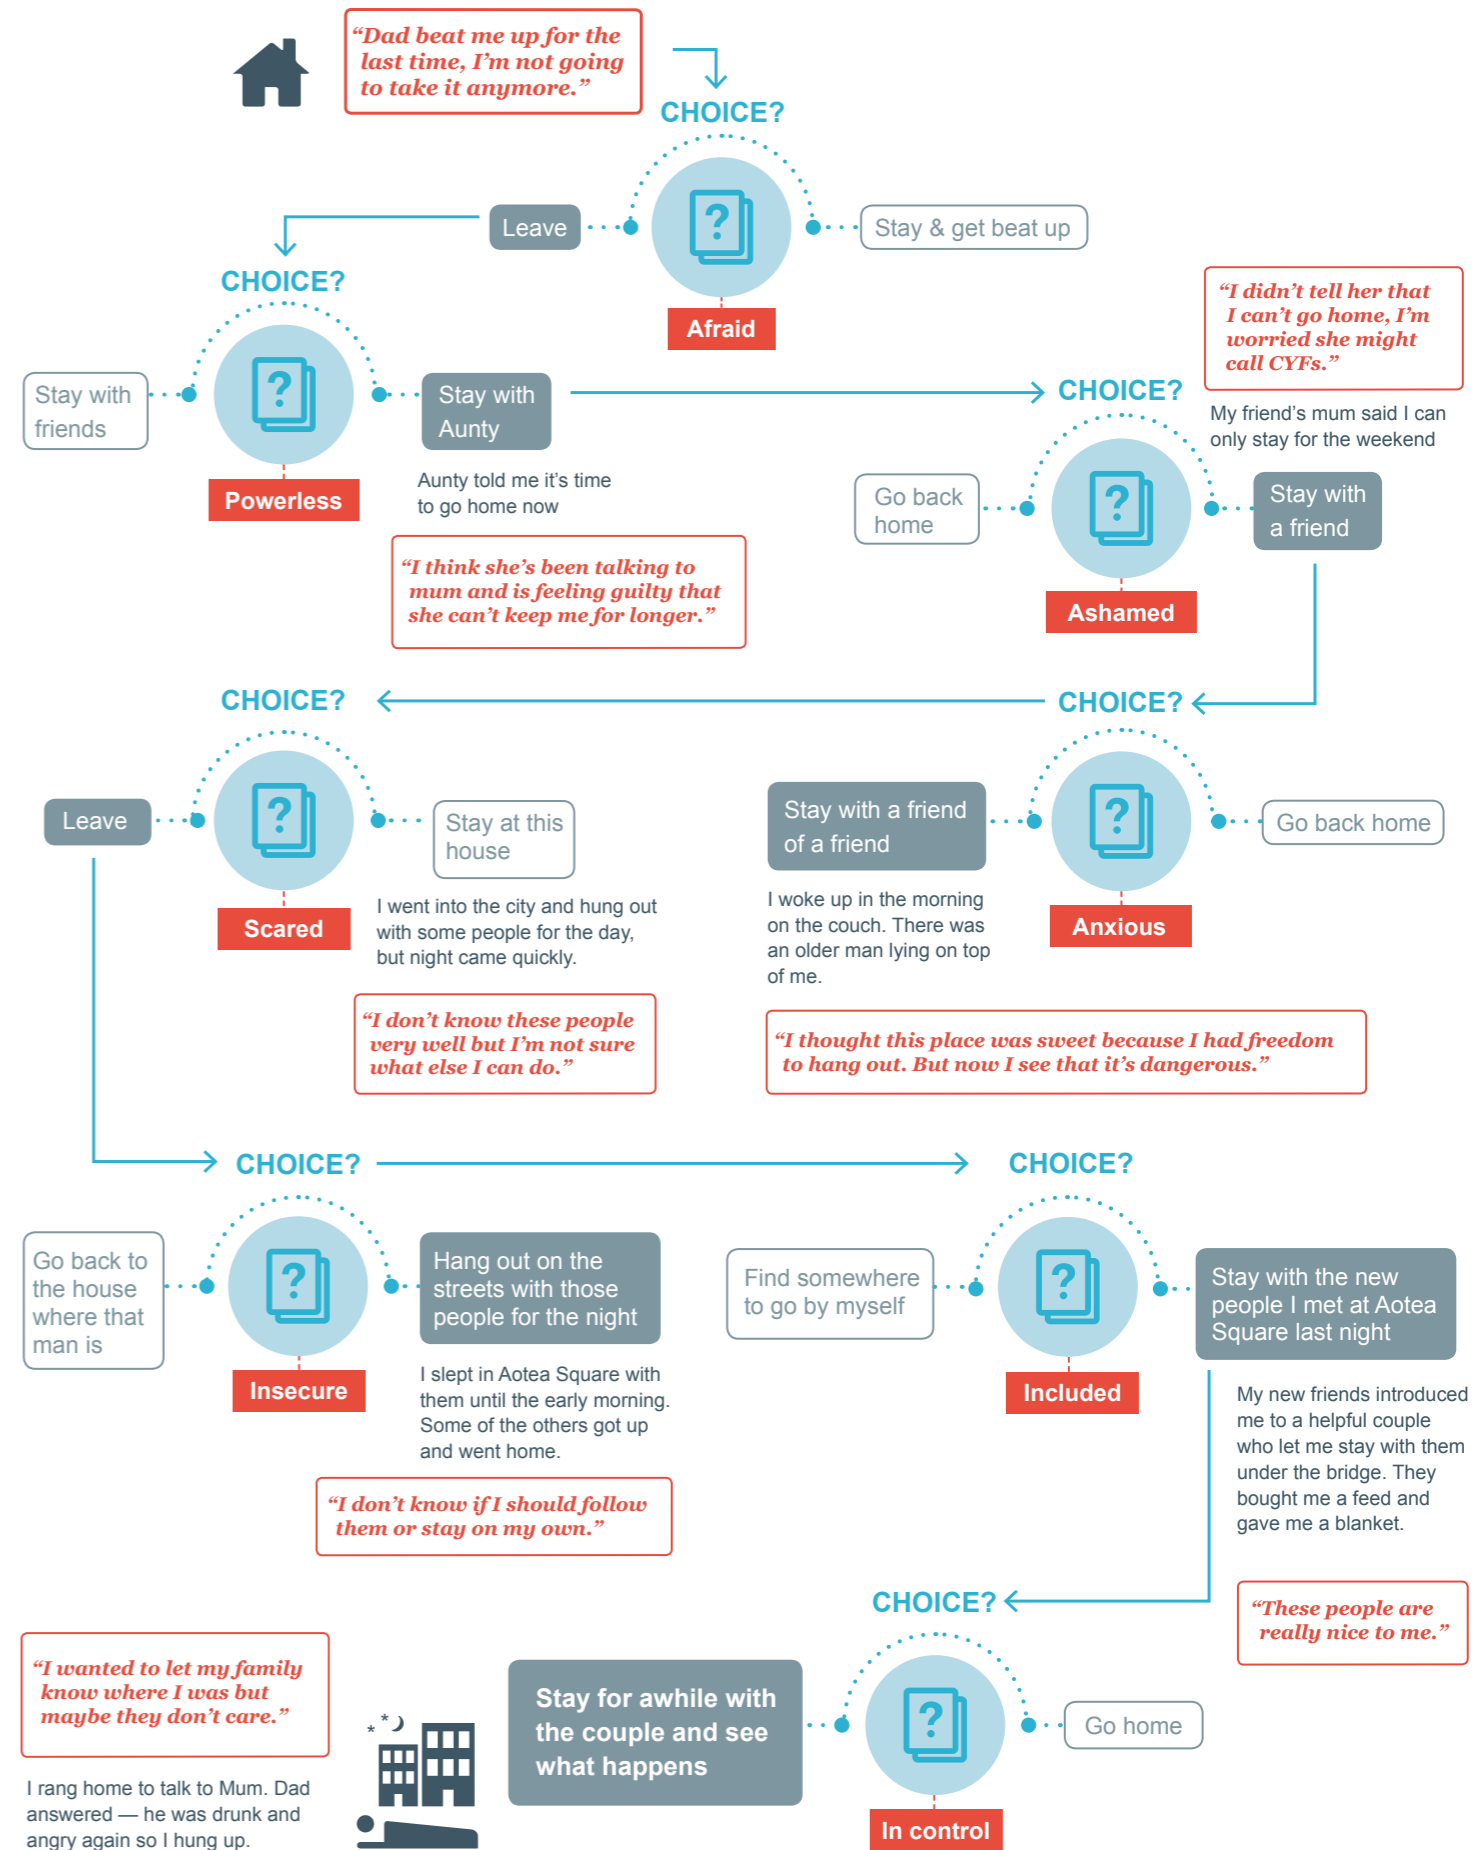 “Dad beat me up for the
last time, I’m not going
to take it anymore.”
CHOICE?
?
Leave
Stay & get beat up
Afraid
CHOICE?
?
Stay with
friends
Stay with
Aunty
Powerless
Aunty told me it’s time
to go home now
“I think she’s been talking to
mum and is feeling guilty that
she can’t keep me for longer.”
“I didn’t tell her that
I can’t go home, I’m
worried she might
call CYFs.”
My friend’s mum said I can
only stay for the weekend
CHOICE?
?
Go back
home
Stay with
a friend
Ashamed
CHOICE?
?
Stay with a friend
of a friend
Go back home
Anxious
I woke up in the morning
on the couch. There was
an older man lying on top
of me.
“I thought this place was sweet because I had freedom
to hang out. But now I see that it’s dangerous.”
CHOICE?
?
Leave
Stay at this
house
Scared
I went into the city and hung out
with some people for the day,
but night came quickly.
“I don’t know these people
very well but I’m not sure
what else I can do.”
CHOICE?
?
Go back to
the house
where that
man is
Hang out on the
streets with those
people for the night
Insecure
I slept in Aotea Square with
them until the early morning.
Some of the others got up
and went home.
“I don’t know if I should follow
them or stay on my own.”
CHOICE?
?
Find somewhere
to go by myself
Stay with the new
people I met at Aotea
Square last night
Included
My new friends introduced
me to a helpful couple
who let me stay with them
under the bridge. They
bought me a feed and
gave me a blanket.
“These people are
really nice to me.”
CHOICE?
?
Stay for awhile with
the couple and see
what happens
Go home
In control
“I wanted to let my family
know where I was but
maybe they don’t care.”
I rang home to talk to Mum. Dad
answered — he was drunk and
angry again so I hung up.